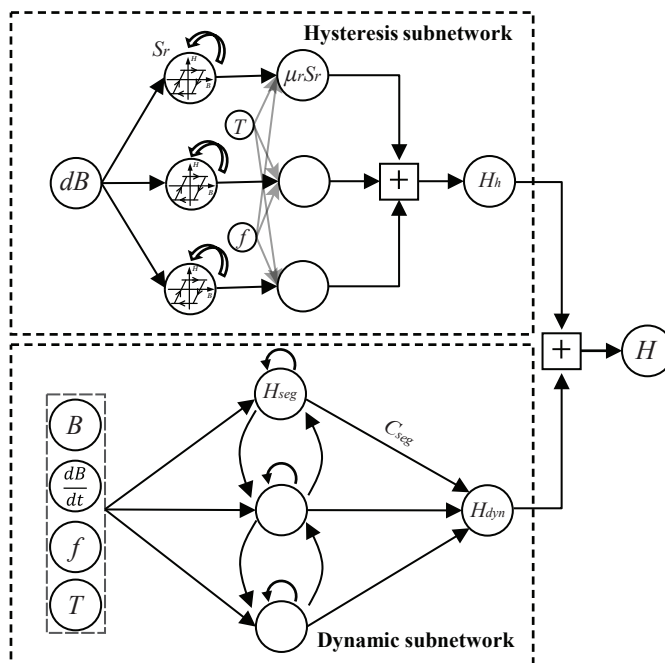 Hysteresis subnetwork
Sr
H
B
μrSr
T
dB
H
B
+
Hh
f
H
B
+
H
Hseg
B
Cseg
dB
dt
Hdyn
f
T
Dynamic subnetwork